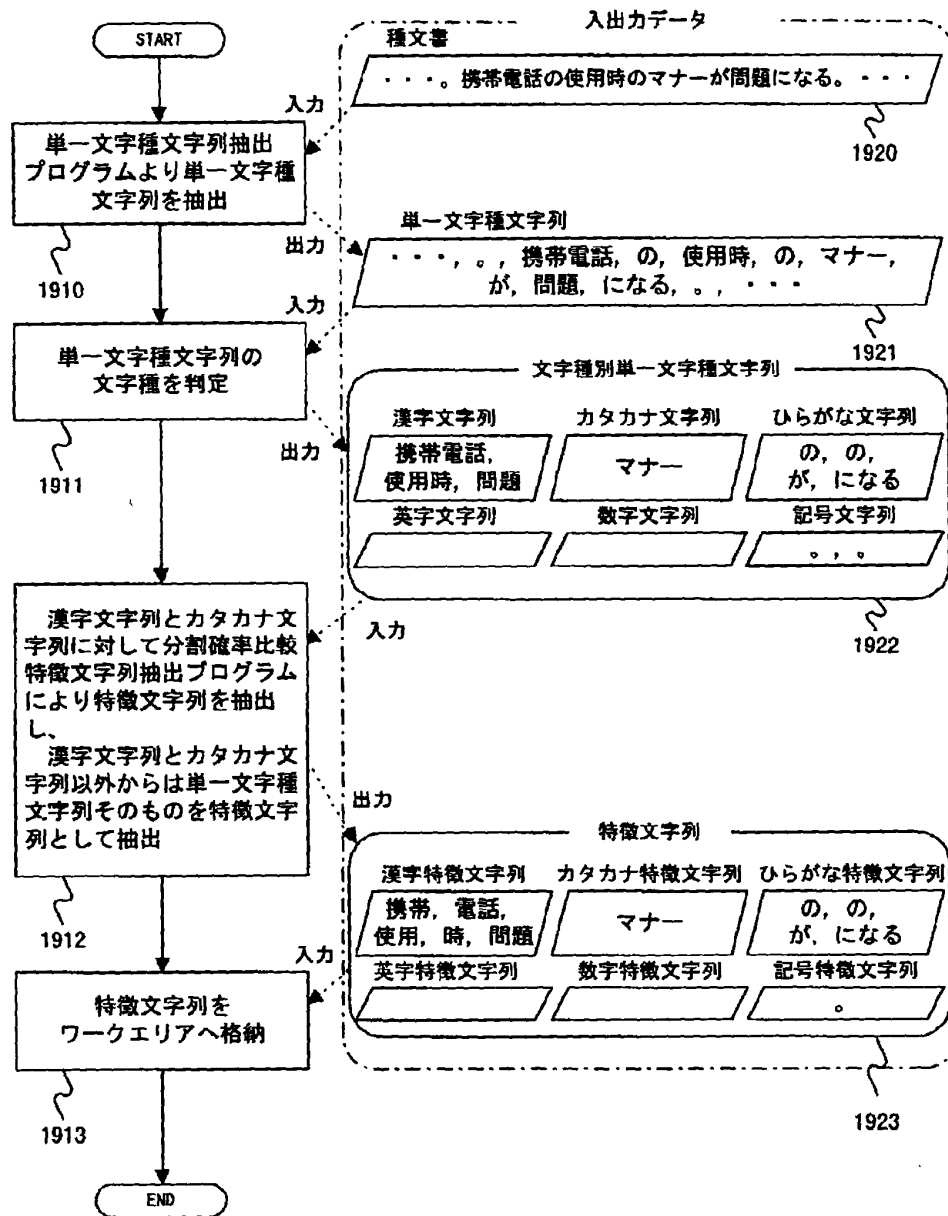 START
入出力データ
種文書
・・・。携帯電話の使用時のマナーが問題になる。・・・
入力
1920
単一文字種文字列抽出
プログラムより単一文字種
文字列を抽出
1910
出力
単一文字種文字列
・・・, 。, 携帯電話, の, 使用時, の, マナー,
が, 問題, になる, 。, ・・・
入力
1921
単一文字種文字列の
文字種を判定
1911
出力
文字種別単一文字種文字列
漢字文字列
カタカナ文字列
ひらがな文字列
携帯電話,
使用時, 問題
マナー
の, の,
が, になる
英字文字列
数字文字列
記号文字列
。, 。
入力
1922
漢字文字列とカタカナ文
字列に対して分割確率比較
特徴文字列抽出プログラム
により特徴文字列を抽出
し、
漢字文字列とカタカナ文
字列以外からは単一文字種
文字列そのものを特徴文字
列として抽出
1912
出力
特徴文字列
漢字特徴文字列
カタカナ特徴文字列
ひらがな特徴文字列
携帯, 電話,
使用, 時, 問題
マナー
の, の,
が, になる
英字特徴文字列
数字特徴文字列
記号特徴文字列
。
入力
特徴文字列を
ワークエリアへ格納
1913
1923
END